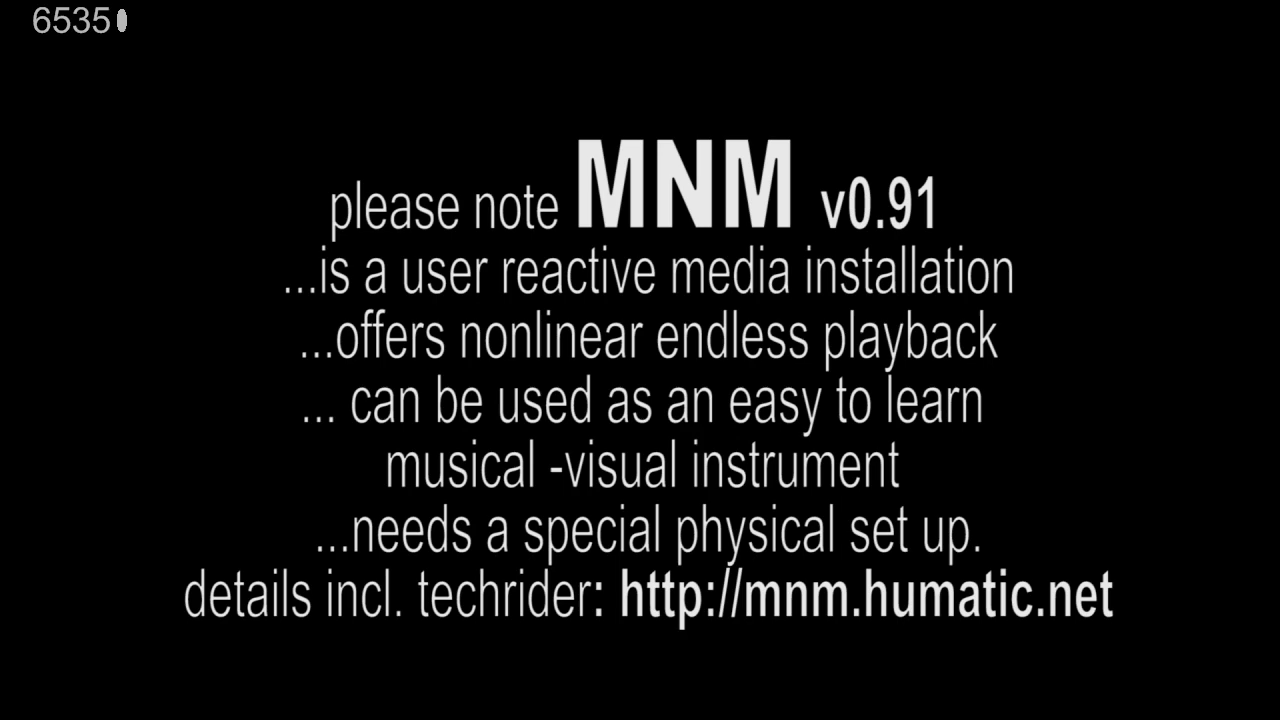 6535
please note MNM v0.91
...is a user reactive media installation
...offers nonlinear endless playback
... can be used as an easy to learn
musical -visual instrument
...needs a special physical set up.
details incl. techrider: http://mnm.humatic.net